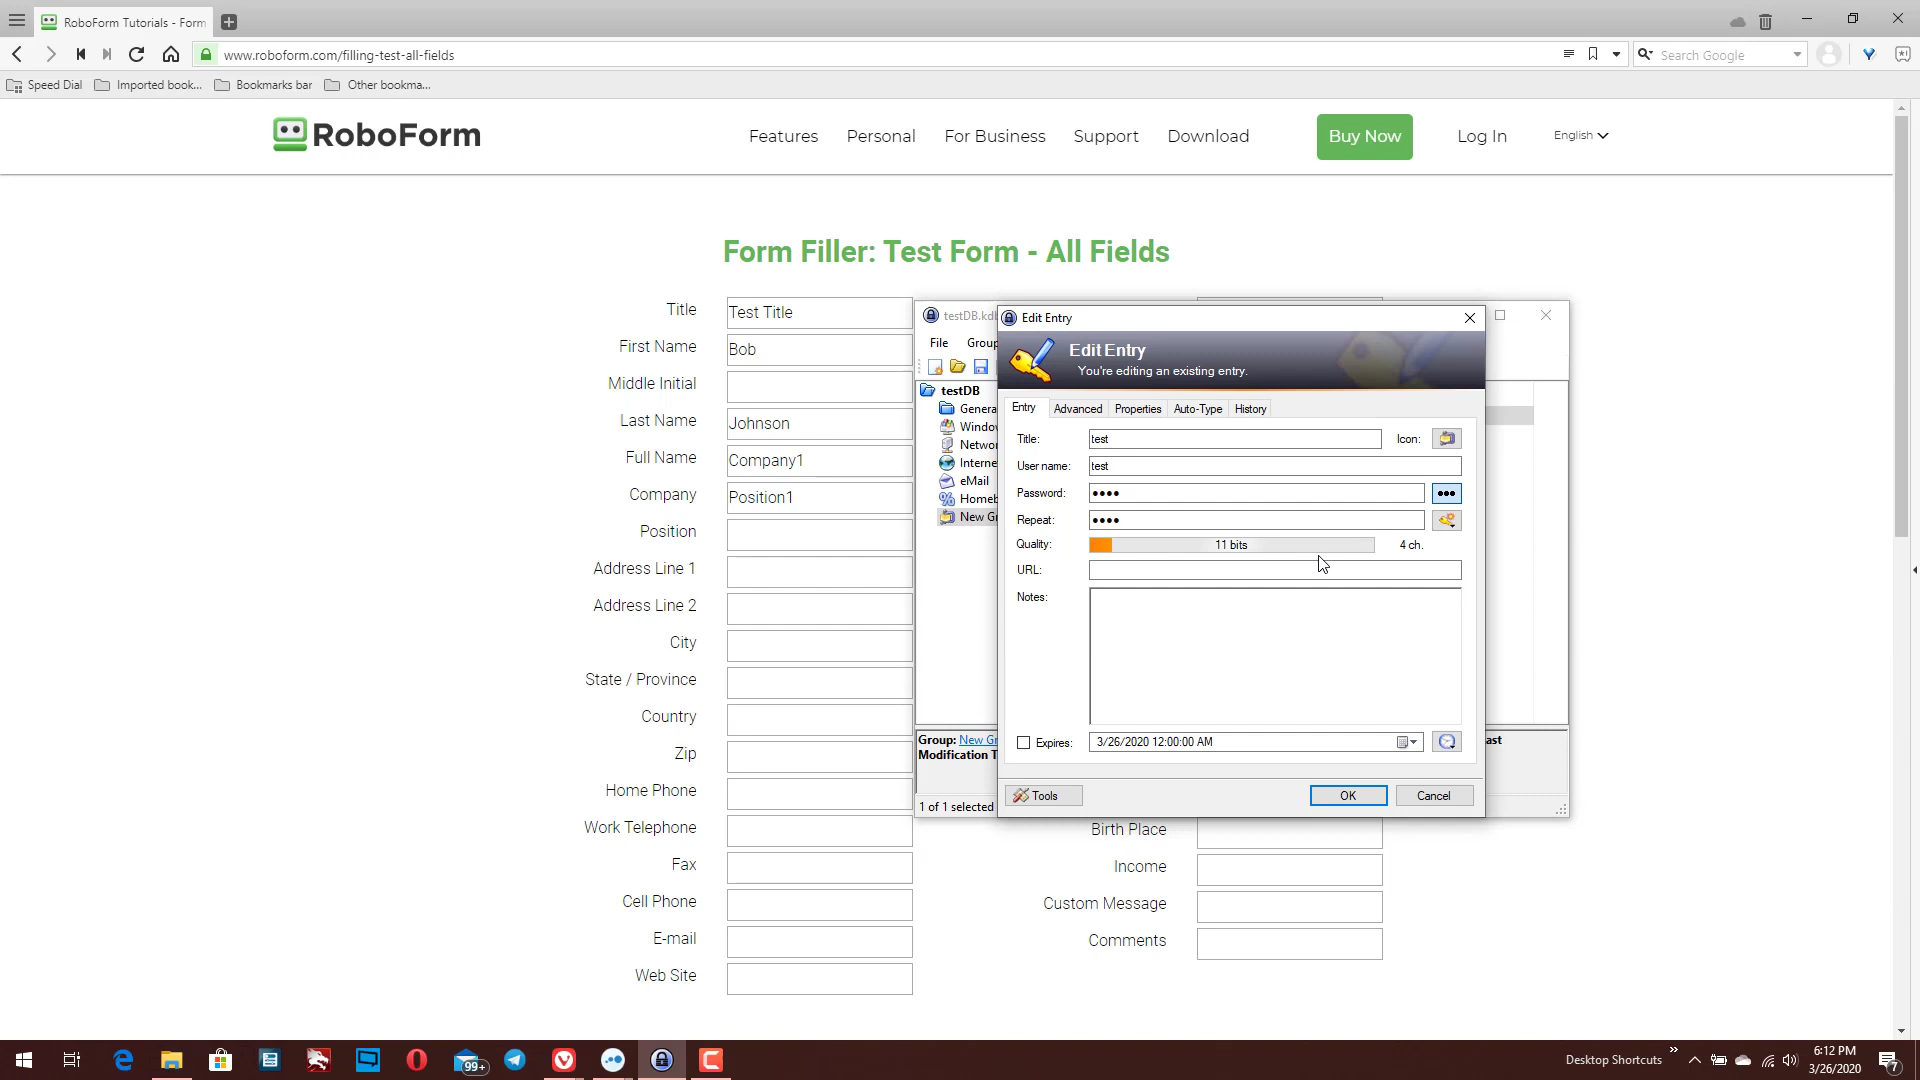 RoboForm Tutorials - Form
www.roboform.com/filling-test-all-fields
Search Google
Speed Dial
Imported book...
Bookmarks bar
Other bookma...
RoboForm
Features
Personal
For Business
Support
Download
Buy Now
Log In
English
Form Filler: Test Form - All Fields
Title
Test Title
First Name
Bob
Middle Initial
Last Name
Johnson
Full Name
Company1
Company
Position1
Position
Address Line 1
Address Line 2
City
State / Province
Country
Zip
Home Phone
Work Telephone
Fax
Cell Phone
E-mail
Web Site
testDB.kdb
File
Group
testDB
Genera
Window
Networ
Interne
eMail
Homeb
New Gr
Group: New Gr
Modification T
ast
1 of 1 selected
Edit Entry
Edit Entry
You're editing an existing entry.
Entry
Advanced
Properties
Auto-Type
History
Title:
test
Icon:
User name:
test
Password:
••••
•••
Repeat:
••••
Quality:
11 bits
4 ch.
URL:
Notes:
Expires:
3/26/2020 12:00:00 AM
Tools
OK
Cancel
Birth Place
Income
Custom Message
Comments
99+
Desktop Shortcuts
»
6:12 PM
3/26/2020
7